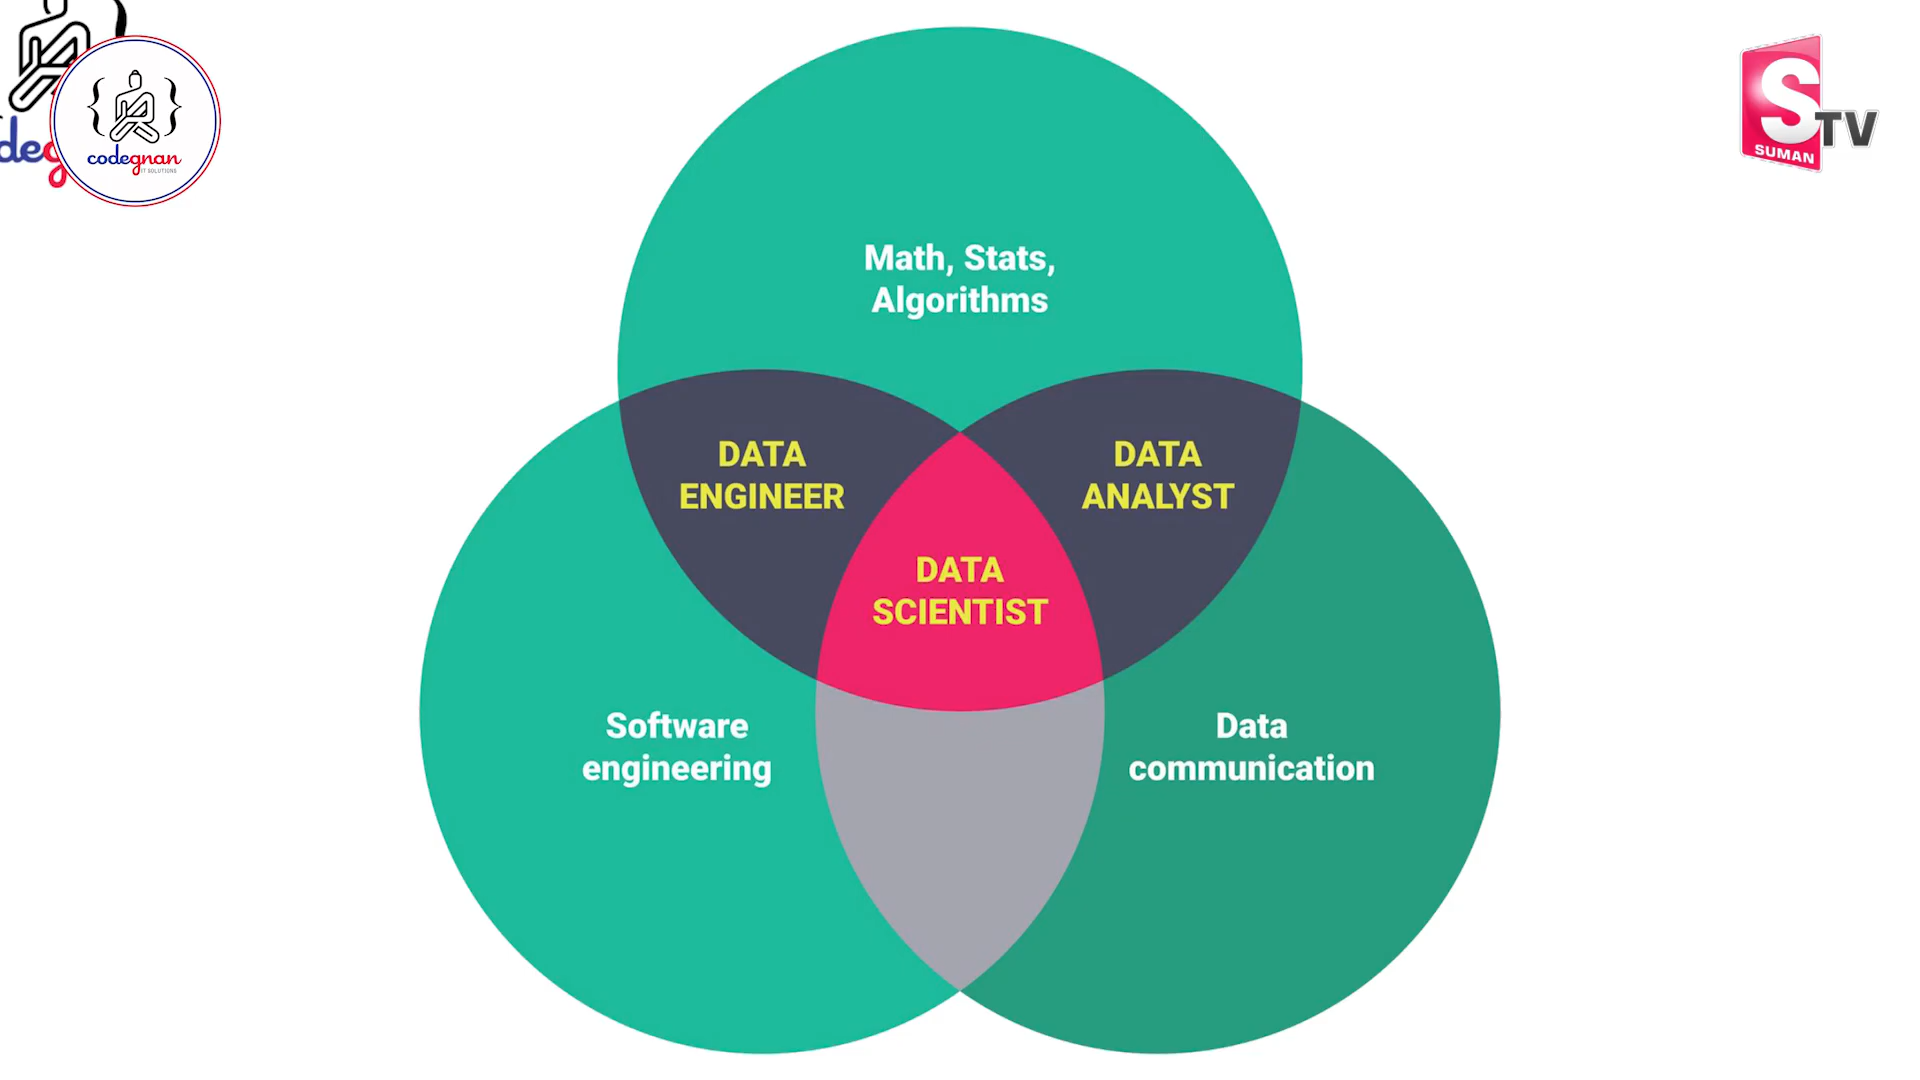 codegnan
IT SOLUTIONS
S
TV
SUMAN
Math, Stats,
Algorithms
DATA
ENGINEER
DATA
ANALYST
DATA
SCIENTIST
Software
engineering
Data
communication